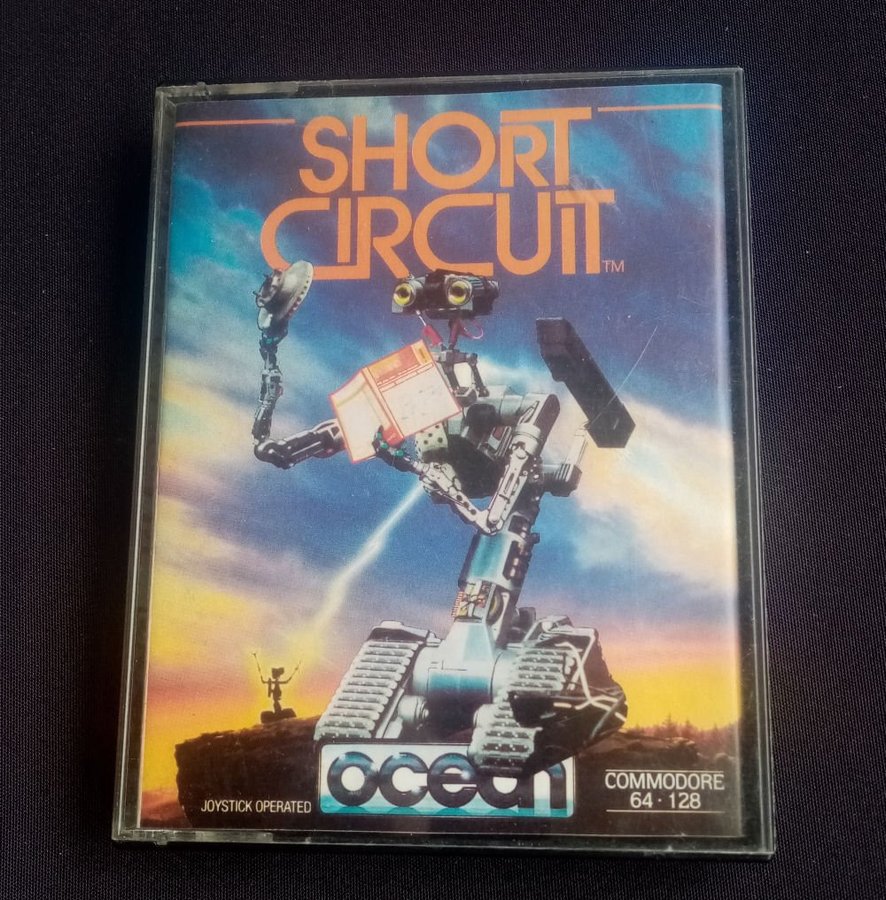 SHORT
CIRCUIT
TM
ocean
JOYSTICK OPERATED
COMMODORE
64 · 128